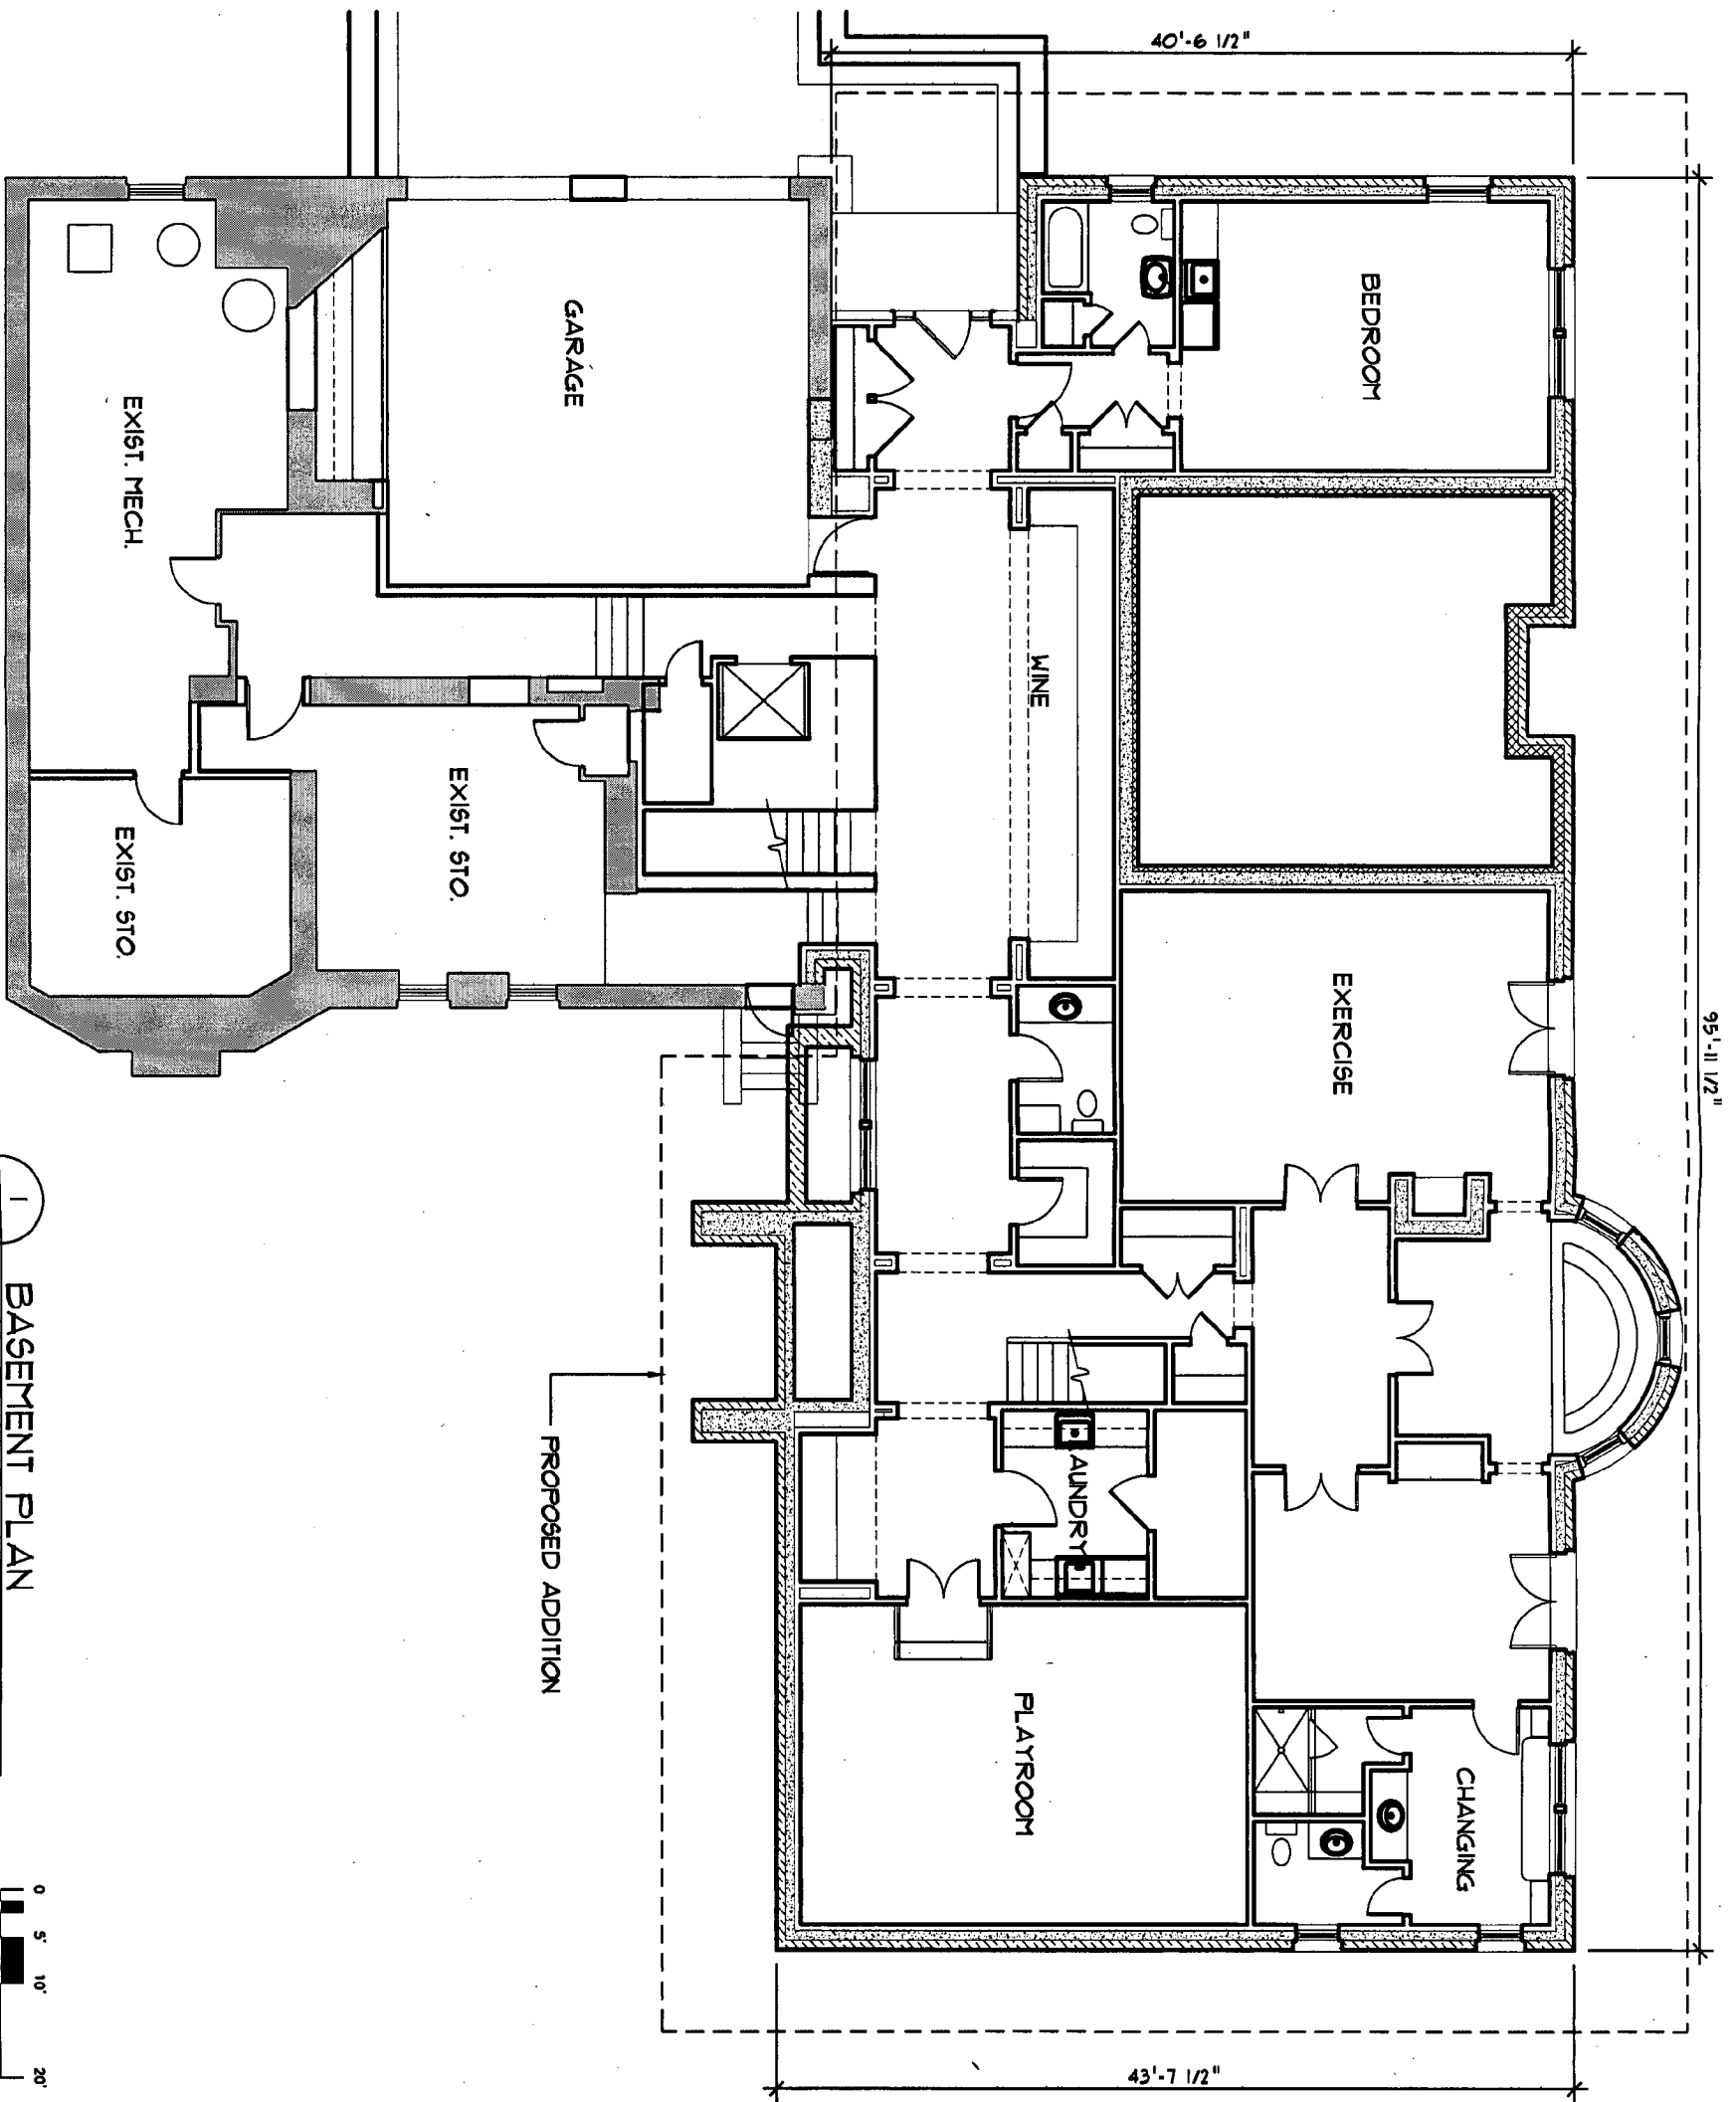 40'-6 1/2"
95'-11 1/2"
BEDROOM
GARAGE
EXIST. MECH.
WINE
EXIST. STO.
EXIST. STO.
EXERCISE
LAUNDRY
PROPOSED ADDITION
PLAYROOM
CHANGING
43'-7 1/2"
1
BASEMENT PLAN
0 5' 10' 20'